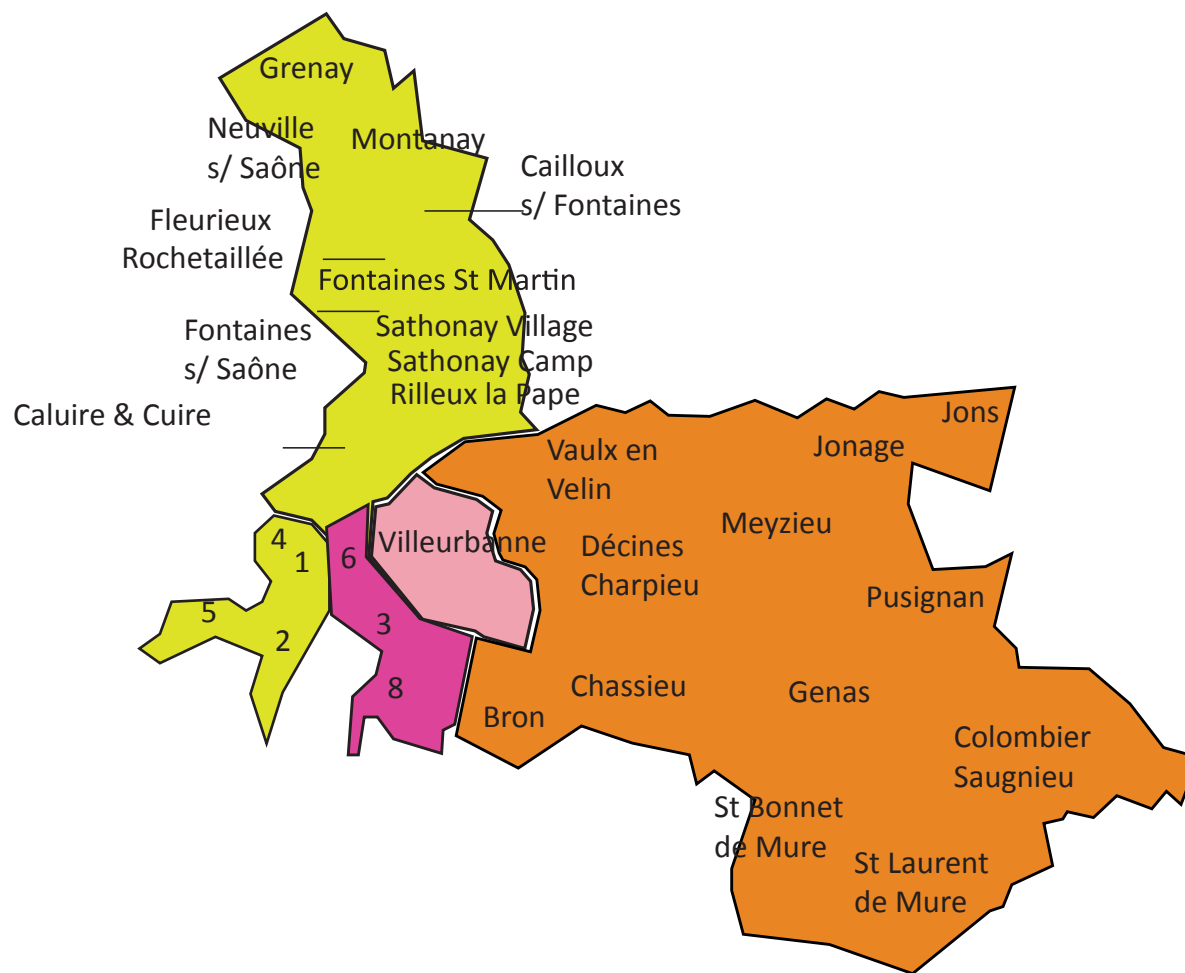 Grenay
Neuville
s/ Saône
Montanay
Cailloux
s/ Fontaines
Fleurieux
Rochetaillée
Fontaines St Martin
Fontaines
s/ Saône
Sathonay Village
Sathonay Camp
Rilleux la Pape
Caluire & Cuire
Jons
Jonage
Vaulx en
Velin
Meyzieu
Villeurbanne
Décines
Charpieu
Pusignan
4
1
6
5
2
3
8
Chassieu
Genas
Bron
Colombier
Saugnieu
St Bonnet
de Mure
St Laurent
de Mure